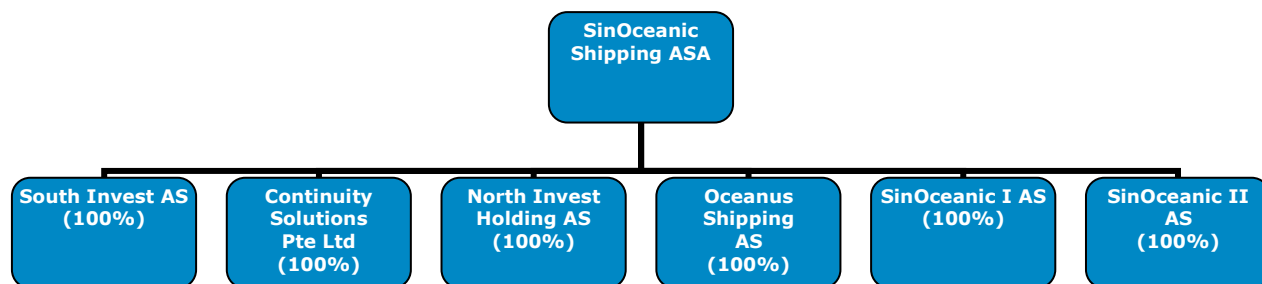 SinOceanic
Shipping ASA
South Invest AS
(100%)
Continuity
Solutions
Pte Ltd
(100%)
North Invest
Holding AS
(100%)
Oceanus
Shipping
AS
(100%)
SinOceanic I AS
(100%)
SinOceanic II
AS
(100%)